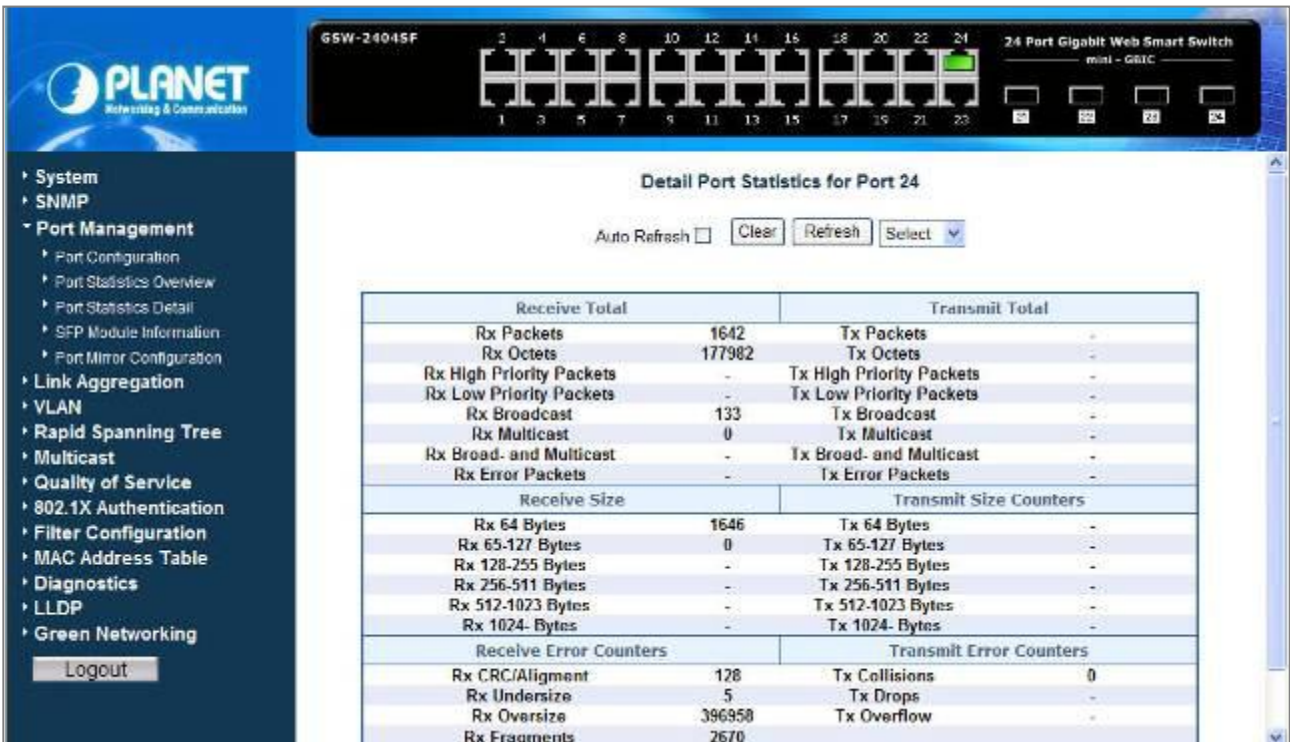 GSW-2404SF 2 4 6 8 10 12 14 16 18 20 22 24 24 Port Gigabit Web Smart Switch
mini - GBIC
PLANET
Networking & Communication
1 3 5 7 9 11 13 15 17 19 21 23 21 22 23 24
System
SNMP
Port Management
Port Configuration
Port Statistics Overview
Port Statistics Detail
SFP Module Information
Port Mirror Configuration
Link Aggregation
VLAN
Rapid Spanning Tree
Multicast
Quality of Service
802.1X Authentication
Filter Configuration
MAC Address Table
Diagnostics
LLDP
Green Networking
Logout
Detail Port Statistics for Port 24
Auto Refresh Clear Refresh Select
Receive Total Transmit Total
Rx Packets 1642 Tx Packets -
Rx Octets 177982 Tx Octets -
Rx High Priority Packets - Tx High Priority Packets -
Rx Low Priority Packets - Tx Low Priority Packets -
Rx Broadcast 133 Tx Broadcast -
Rx Multicast 0 Tx Multicast -
Rx Broad- and Multicast - Tx Broad- and Multicast -
Rx Error Packets - Tx Error Packets -
Receive Size Transmit Size Counters
Rx 64 Bytes 1646 Tx 64 Bytes -
Rx 65-127 Bytes 0 Tx 65-127 Bytes -
Rx 128-255 Bytes - Tx 128-255 Bytes -
Rx 256-511 Bytes - Tx 256-511 Bytes -
Rx 512-1023 Bytes - Tx 512-1023 Bytes -
Rx 1024- Bytes - Tx 1024- Bytes -
Receive Error Counters Transmit Error Counters
Rx CRC/Aligment 128 Tx Collisions 0
Rx Undersize 5 Tx Drops -
Rx Oversize 396958 Tx Overflow -
Rx Fragments 2670